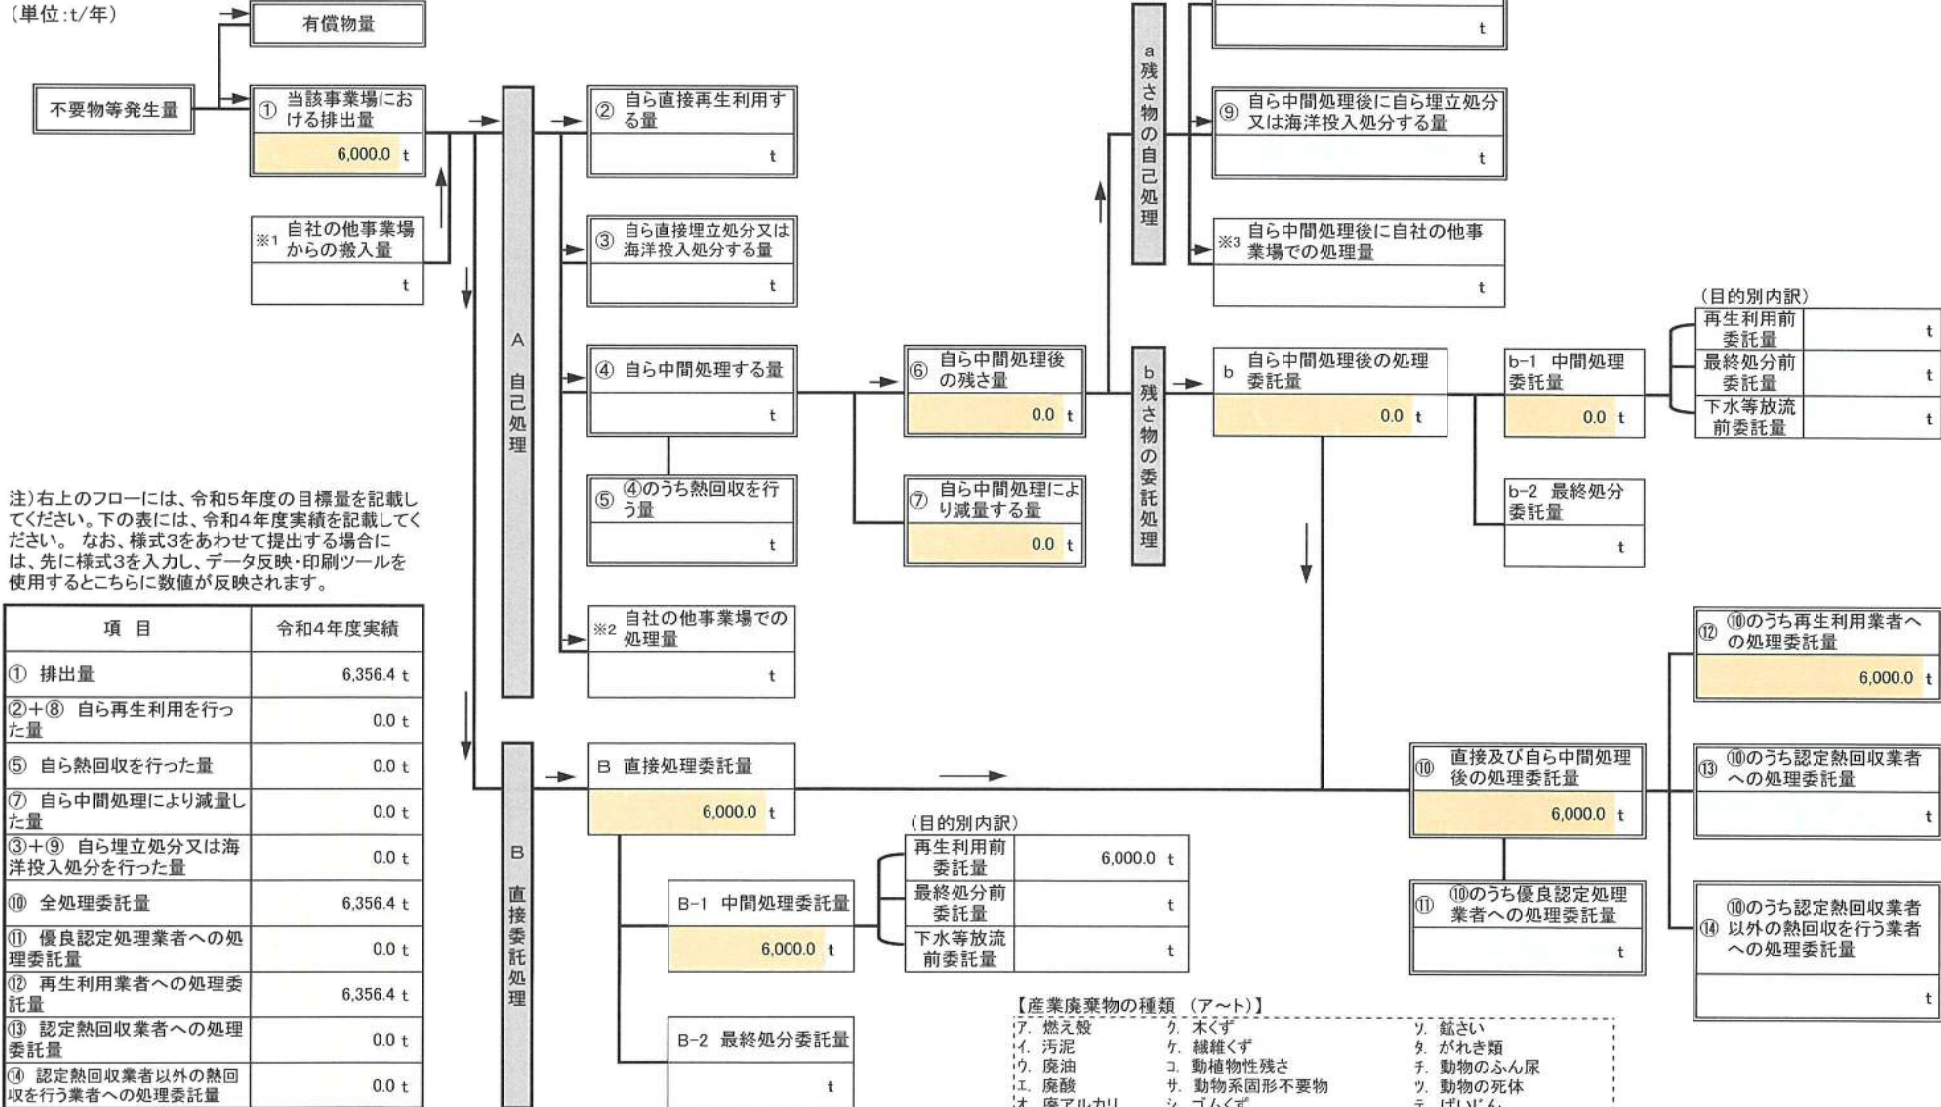 (単位:t/年)
有償物量
不要物等発生量
① 当該事業場にお
ける排出量
6,000.0 t
※1 自社の他事業場
からの搬入量
t
A 自己処理
② 自ら直接再生利用す
る量
t
③ 自ら直接埋立処分又は
海洋投入処分する量
t
④ 自ら中間処理する量
t
⑤ ④のうち熱回収を行
う量
t
※2 自社の他事業場での
処理量
t
⑥ 自ら中間処理後
の残さ量
0.0 t
⑦ 自ら中間処理によ
り減量する量
0.0 t
a 残さ物の自己処理
t
⑨ 自ら中間処理後に自ら埋立処分
又は海洋投入処分する量
t
※3 自ら中間処理後に自社の他事
業場での処理量
t
b 残さ物の委託処理
b 自ら中間処理後の処理
委託量
0.0 t
b-1 中間処理
委託量
0.0 t
(目的別内訳)
再生利用前
委託量 t
最終処分前
委託量 t
下水等放流
前委託量 t
b-2 最終処分
委託量
t
注)右上のフローには、令和5年度の目標量を記載し
てください。下の表には、令和4年度実績を記載してく
ださい。 なお、様式3をあわせて提出する場合に
は、先に様式3を入力し、データ反映・印刷ツールを
使用するとこちらに数値が反映されます。
項 目 令和4年度実績
① 排出量 6,356.4 t
②+⑧ 自ら再生利用を行っ
た量 0.0 t
⑤ 自ら熱回収を行った量 0.0 t
⑦ 自ら中間処理により減量し
た量 0.0 t
③+⑨ 自ら埋立処分又は海
洋投入処分を行った量 0.0 t
⑩ 全処理委託量 6,356.4 t
⑪ 優良認定処理業者への処
理委託量 0.0 t
⑫ 再生利用業者への処理委
託量 6,356.4 t
⑬ 認定熱回収業者への処理
委託量 0.0 t
⑭ 認定熱回収業者以外の熱回
収を行う業者への処理委託量 0.0 t
B 直接委託処理
B 直接処理委託量
6,000.0 t
B-1 中間処理委託量
6,000.0 t
(目的別内訳)
再生利用前
委託量 6,000.0 t
最終処分前
委託量 t
下水等放流
前委託量 t
B-2 最終処分委託量
t
⑩ 直接及び自ら中間処理
後の処理委託量
6,000.0 t
⑪ ⑩のうち優良認定処理
業者への処理委託量
t
⑫ ⑩のうち再生利用業者へ
の処理委託量
6,000.0 t
⑬ ⑩のうち認定熱回収業者
への処理委託量
t
⑭ ⑩のうち認定熱回収業者
以外の熱回収を行う業者
への処理委託量
t
【産業廃棄物の種類 (ア～ト)】
ア. 燃え殻 ク. 木くず ソ. 鉱さい
イ. 汚泥 ケ. 繊維くず タ. がれき類
ウ. 廃油 コ. 動植物性残さ チ. 動物のふん尿
エ. 廃酸 サ. 動物系固形不要物 ツ. 動物の死体
オ. 廃アルカリ シ. ゴムくず テ. ばいじん